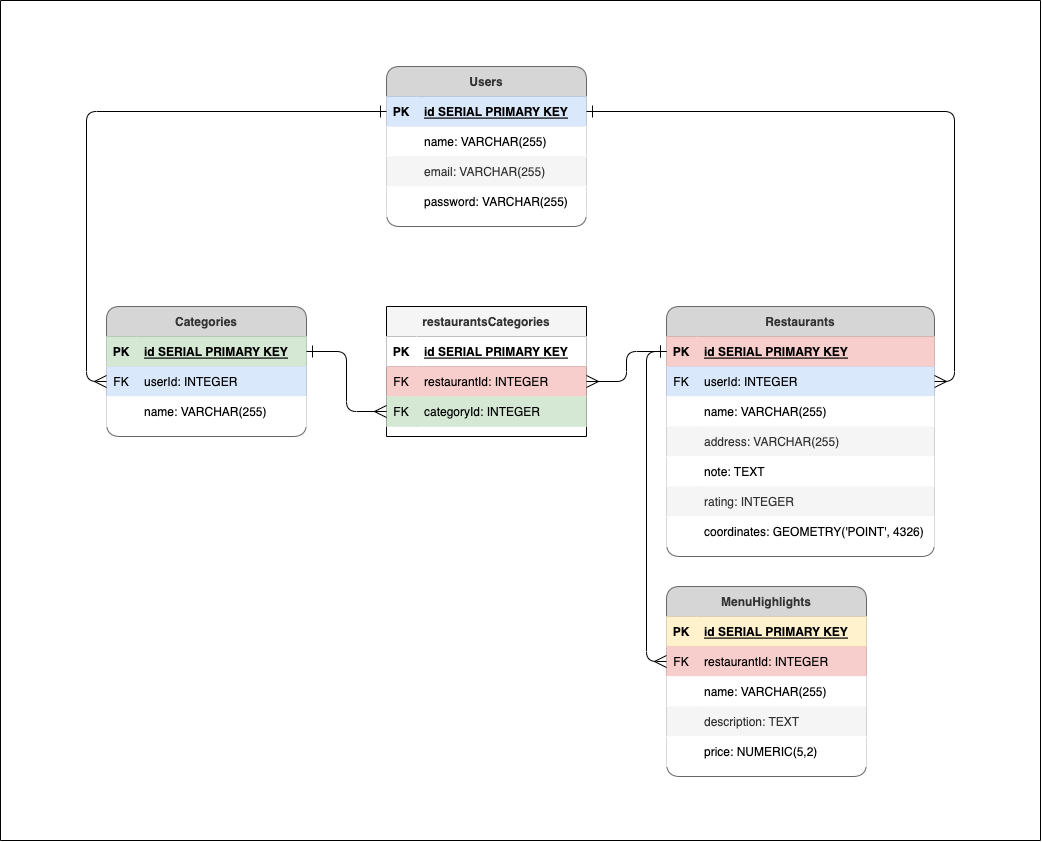 Users
PK id SERIAL PRIMARY KEY
name: VARCHAR(255)
email: VARCHAR(255)
password: VARCHAR(255)
Categories
PK id SERIAL PRIMARY KEY
FK userId: INTEGER
name: VARCHAR(255)
restaurantsCategories
PK id SERIAL PRIMARY KEY
FK restaurantId: INTEGER
FK categoryId: INTEGER
Restaurants
PK id SERIAL PRIMARY KEY
FK userId: INTEGER
name: VARCHAR(255)
address: VARCHAR(255)
note: TEXT
rating: INTEGER
coordinates: GEOMETRY('POINT', 4326)
MenuHighlights
PK id SERIAL PRIMARY KEY
FK restaurantId: INTEGER
name: VARCHAR(255)
description: TEXT
price: NUMERIC(5,2)